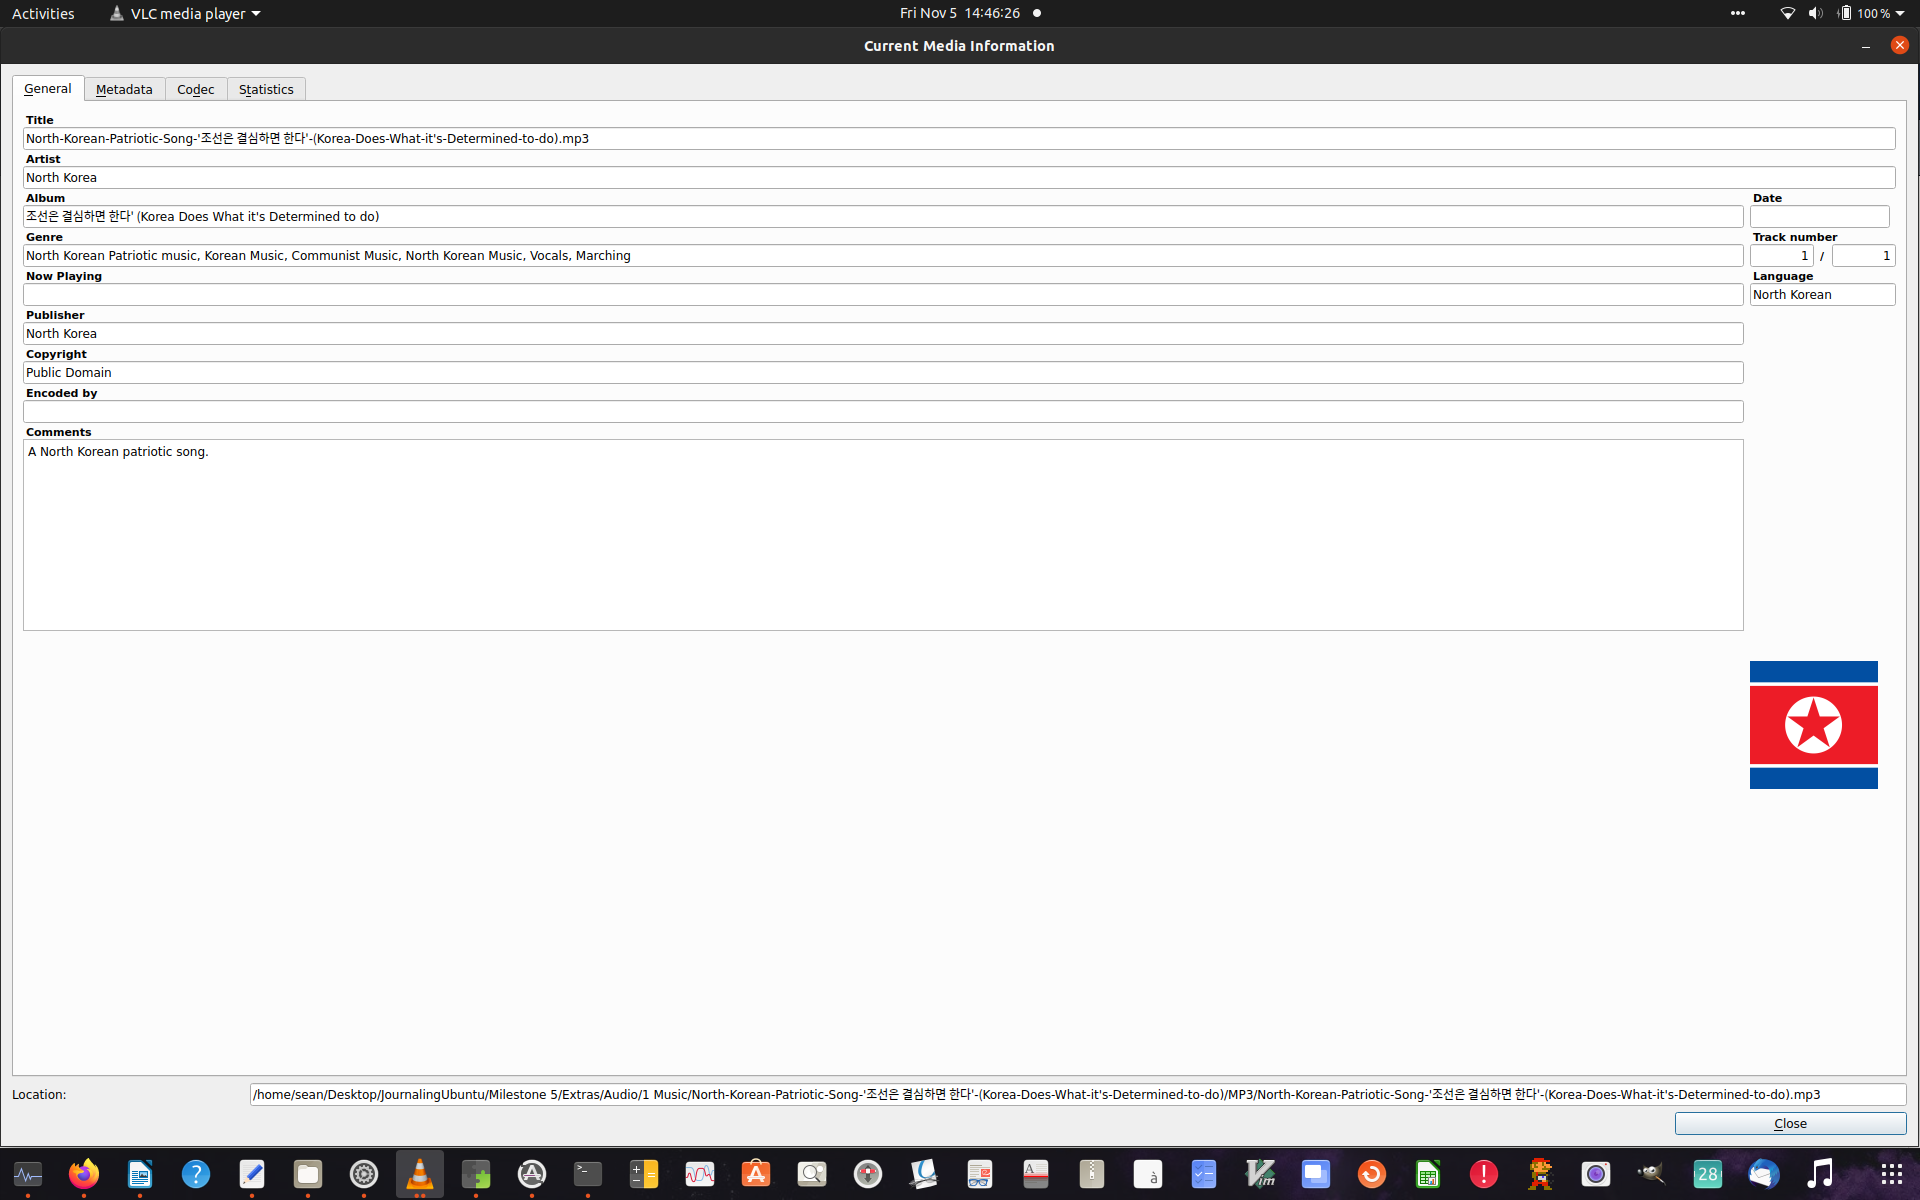 Activities VLC media player Fri Nov 5 14:46:26 100 %
Current Media Information
General Metadata Codec Statistics
Title
North-Korean-Patriotic-Song-'조선은 결심하면 한다'-(Korea-Does-What-it's-Determined-to-do).mp3
Artist
North Korea
Album Date
조선은 결심하면 한다' (Korea Does What it's Determined to do)
Genre Track number
North Korean Patriotic music, Korean Music, Communist Music, North Korean Music, Vocals, Marching 1 / 1
Now Playing Language
North Korean
Publisher
North Korea
Copyright
Public Domain
Encoded by
Comments
A North Korean patriotic song.
Location: /home/sean/Desktop/JournalingUbuntu/Milestone 5/Extras/Audio/1 Music/North-Korean-Patriotic-Song-'조선은 결심하면 한다'-(Korea-Does-What-it's-Determined-to-do)/MP3/North-Korean-Patriotic-Song-'조선은 결심하면 한다'-(Korea-Does-What-it's-Determined-to-do).mp3
Close
? >_ A à Vim ! 28